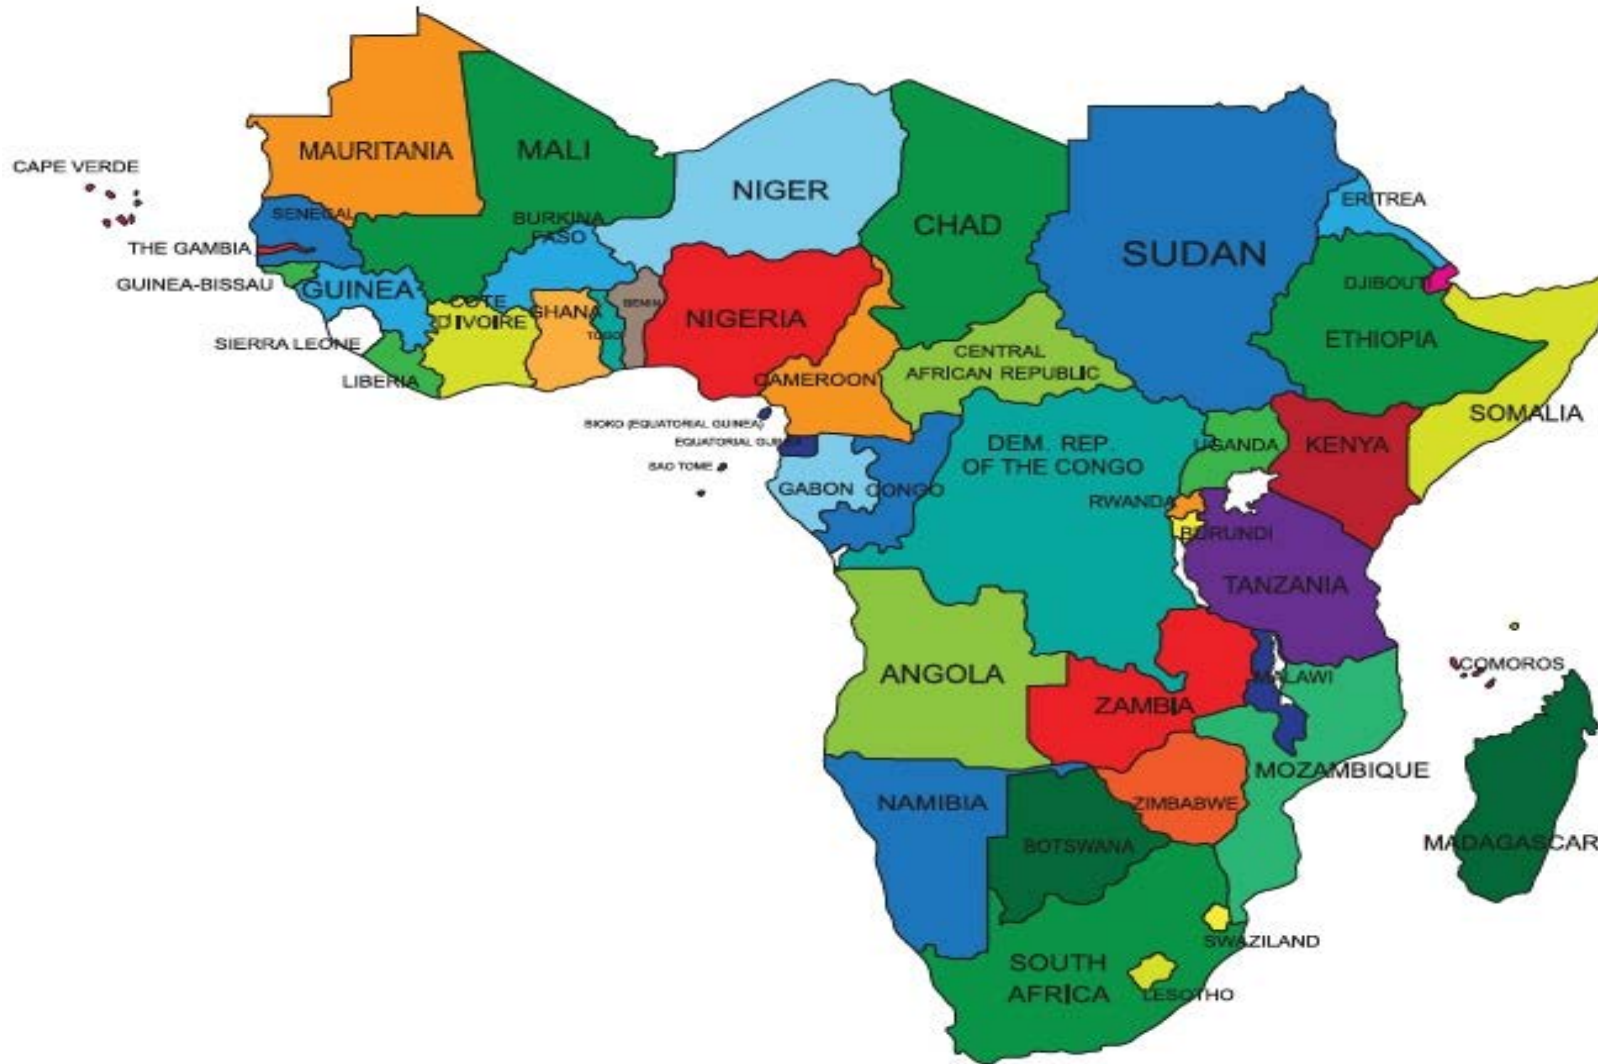 MAURITANIA
MALI
CAPE VERDE
NIGER
SENEGAL
BURKINA
FASO
CHAD
ERITREA
THE GAMBIA
SUDAN
GUINEA-BISSAU
GUINEA
DJIBOUTI
COTE
D'IVOIRE
GHANA
BENIN
TOGO
NIGERIA
SIERRA LEONE
ETHIOPIA
LIBERIA
CAMEROON
CENTRAL
AFRICAN REPUBLIC
SOMALIA
BIOKO (EQUATORIAL GUINEA)
EQUATORIAL GUINEA
DEM. REP.
OF THE CONGO
UGANDA
KENYA
SAO TOME
GABON
CONGO
RWANDA
BURUNDI
TANZANIA
ANGOLA
COMOROS
MALAWI
ZAMBIA
MOZAMBIQUE
NAMIBIA
ZIMBABWE
BOTSWANA
MADAGASCAR
SWAZILAND
SOUTH
AFRICA
LESOTHO